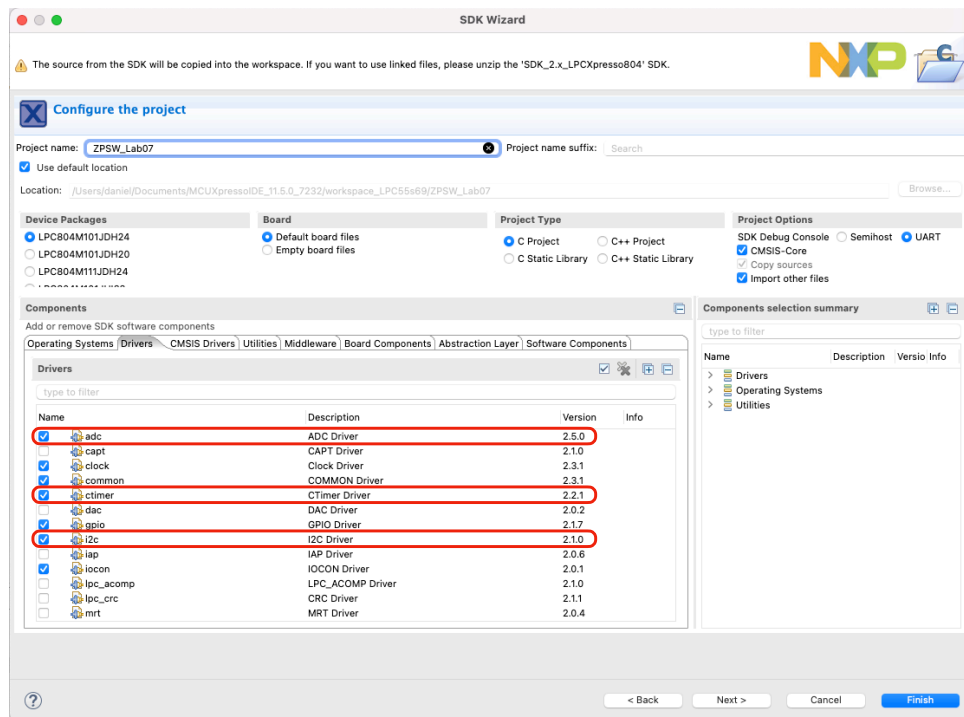 SDK Wizard
The source from the SDK will be copied into the workspace. If you want to use linked files, please unzip the 'SDK_2.x_LPCXpresso804' SDK.
NXP
C
X
Configure the project
Project name: ZPSW_Lab07 Project name suffix: Search
Use default location
Location: /Users/daniel/Documents/MCUXpressoIDE_11.5.0_7232/workspace_LPC55s69/ZPSW_Lab07 Browse...
Device Packages Board Project Type Project Options
LPC804M101JDH24 Default board files C Project C++ Project SDK Debug Console Semihost UART
LPC804M101JDH20 Empty board files C Static Library C++ Static Library CMSIS-Core
LPC804M111JDH24 Copy sources
Import other files
Components Components selection summary
Add or remove SDK software components
Operating Systems Drivers CMSIS Drivers Utilities Middleware Board Components Abstraction Layer Software Components
type to filter
Drivers
Name Description Versio Info
type to filter
Drivers
Operating Systems
Utilities
Name Description Version Info
adc ADC Driver 2.5.0
capt CAPT Driver 2.1.0
clock Clock Driver 2.3.1
common COMMON Driver 2.3.1
ctimer CTimer Driver 2.2.1
dac DAC Driver 2.0.2
gpio GPIO Driver 2.1.7
i2c I2C Driver 2.1.0
iap IAP Driver 2.0.6
iocon IOCON Driver 2.0.1
lpc_acomp LPC_ACOMP Driver 2.1.0
lpc_crc CRC Driver 2.1.1
mrt MRT Driver 2.0.4
? < Back Next > Cancel Finish